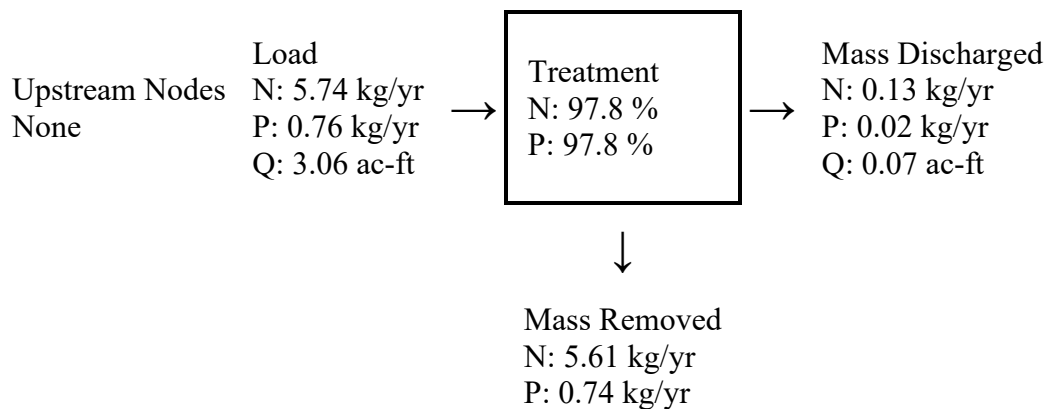 Upstream Nodes
None
Load
N: 5.74 kg/yr
P: 0.76 kg/yr
Q: 3.06 ac-ft
→
Treatment
N: 97.8 %
P: 97.8 %
→
Mass Discharged
N: 0.13 kg/yr
P: 0.02 kg/yr
Q: 0.07 ac-ft
↓
Mass Removed
N: 5.61 kg/yr
P: 0.74 kg/yr